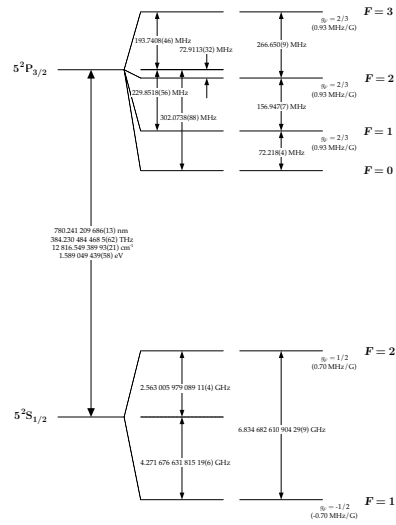 F = 3
g_F = 2/3
(0.93 MHz/G)
193.7408(46) MHz
72.9113(32) MHz
266.650(9) MHz
5²P₃/₂
F = 2
g_F = 2/3
(0.93 MHz/G)
229.8518(56) MHz
156.947(7) MHz
302.0738(88) MHz
F = 1
g_F = 2/3
(0.93 MHz/G)
72.218(4) MHz
F = 0
780.241 209 686(13) nm
384.230 484 468 5(62) THz
12 816.549 389 93(21) cm⁻¹
1.589 049 439(58) eV
F = 2
g_F = 1/2
(0.70 MHz/G)
2.563 005 979 089 11(4) GHz
5²S₁/₂
6.834 682 610 904 29(9) GHz
4.271 676 631 815 19(6) GHz
F = 1
g_F = -1/2
(-0.70 MHz/G)